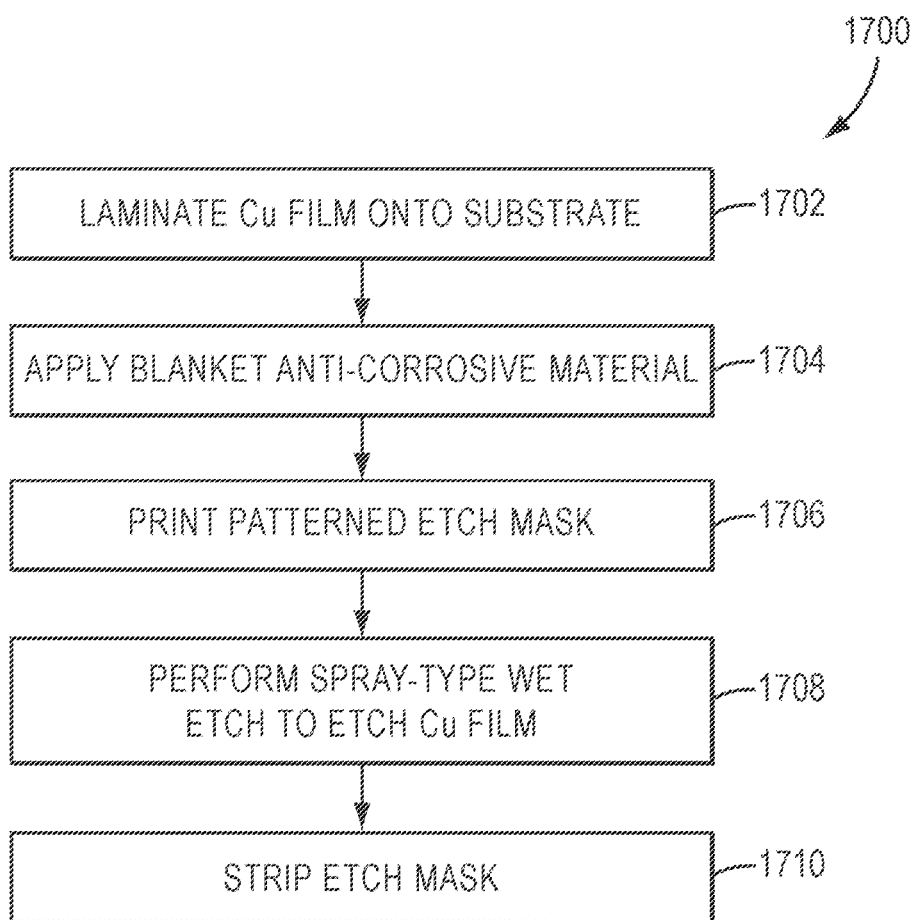 1700
LAMINATE Cu FILM ONTO SUBSTRATE
1702
APPLY BLANKET ANTI-CORROSIVE MATERIAL
1704
PRINT PATTERNED ETCH MASK
1706
PERFORM SPRAY-TYPE WET
ETCH TO ETCH Cu FILM
1708
STRIP ETCH MASK
1710